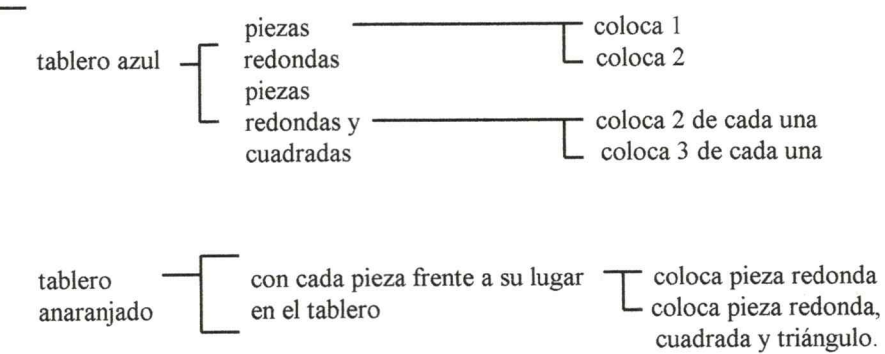 piezas coloca 1
tablero azul redondas coloca 2
piezas
redondas y coloca 2 de cada una
cuadradas coloca 3 de cada una
tablero con cada pieza frente a su lugar coloca pieza redonda
anaranjado en el tablero coloca pieza redonda,
cuadrada y triángulo.